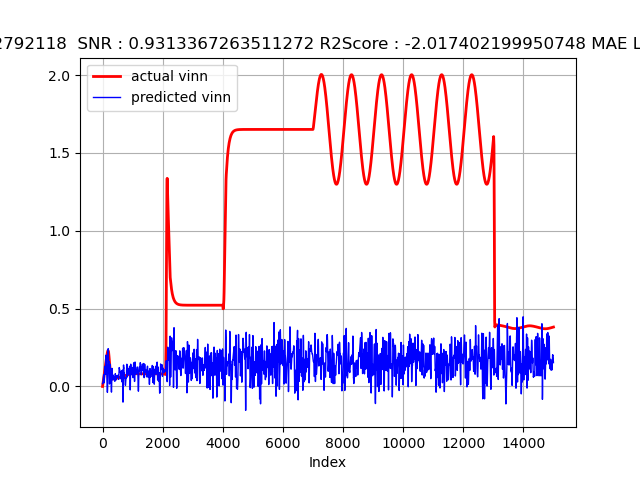 2792118  SNR : 0.9313367263511272 R2Score : -2.017402199950748 MAE L
actual vinn
predicted vinn
2.0
1.5
1.0
0.5
0.0
0 2000 4000 6000 8000 10000 12000 14000
Index